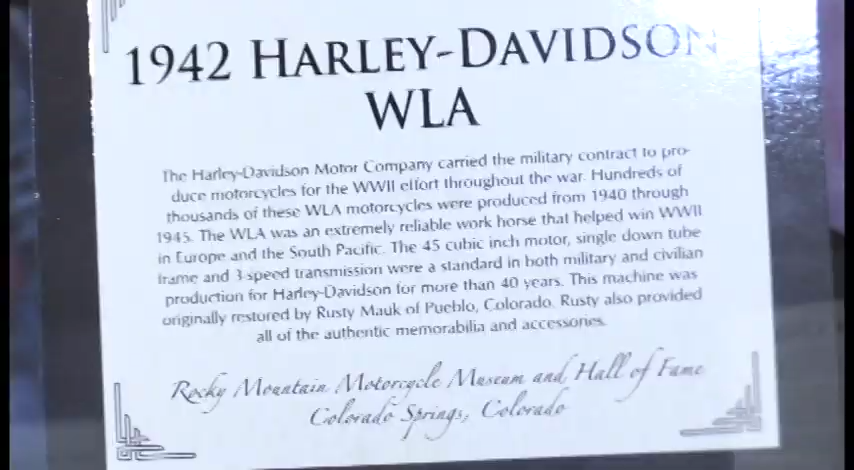 1942 HARLEY-DAVIDSON
WLA
The Harley-Davidson Motor Company carried the military contract to pro-
duce motorcycles for the WWII effort throughout the war. Hundreds of
thousands of these WLA motorcycles were produced from 1940 through
1945. The WLA was an extremely reliable work horse that helped win WWII
in Europe and the South Pacific. The 45 cubic inch motor, single down tube
frame and 3-speed transmission were a standard in both military and civilian
production for Harley-Davidson for more than 40 years. This machine was
originally restored by Rusty Mauk of Pueblo, Colorado. Rusty also provided
all of the authentic memorabilia and accessories.
Rocky Mountain Motorcycle Museum and Hall of Fame
Colorado Springs, Colorado